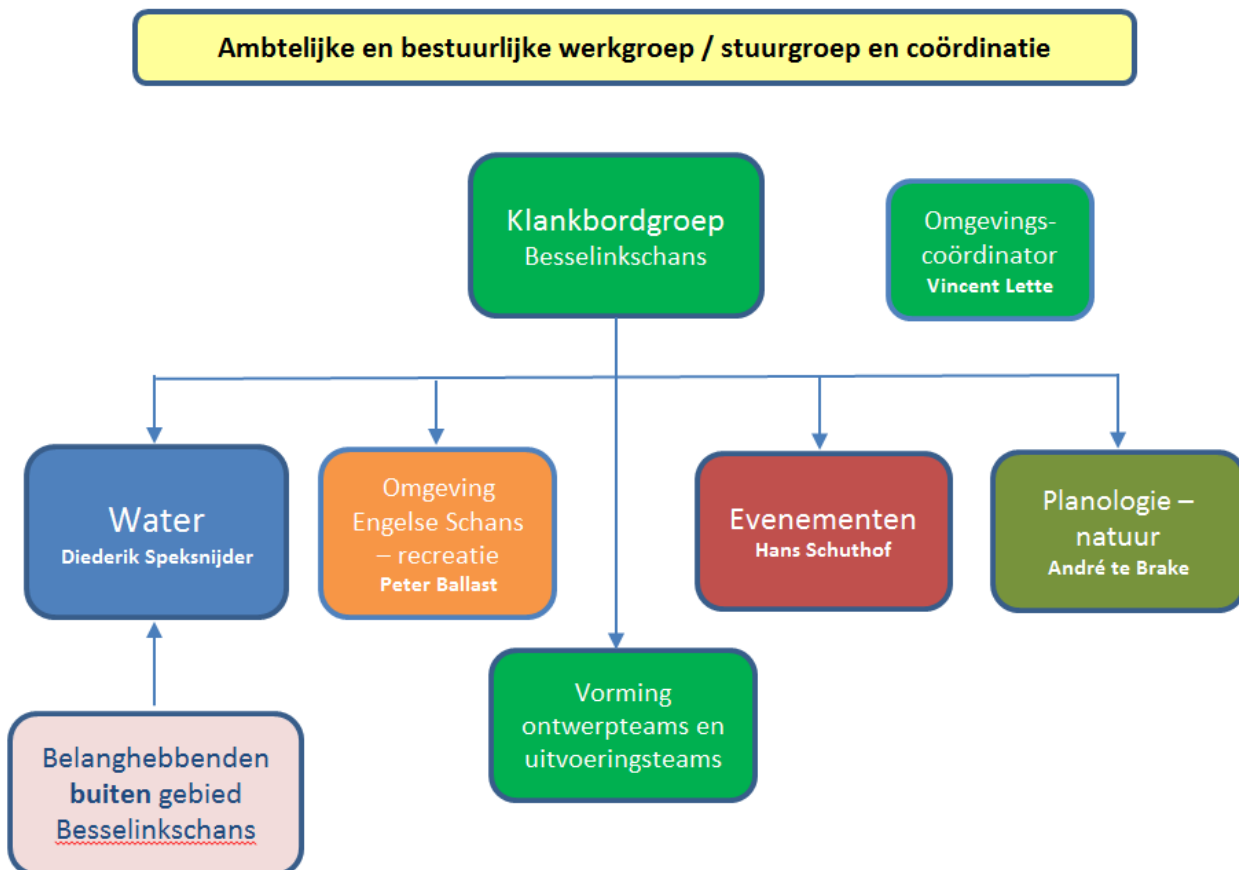 Ambtelijke en bestuurlijke werkgroep / stuurgroep en coördinatie
Klankbordgroep
Besselinkschans
Omgevings-
coördinator
Vincent Lette
Water
Diederik Speksnijder
Omgeving
Engelse Schans
– recreatie
Peter Ballast
Evenementen
Hans Schuthof
Planologie –
natuur
André te Brake
Vorming
ontwerpteams en
uitvoeringsteams
Belanghebbenden
buiten gebied
Besselinkschans